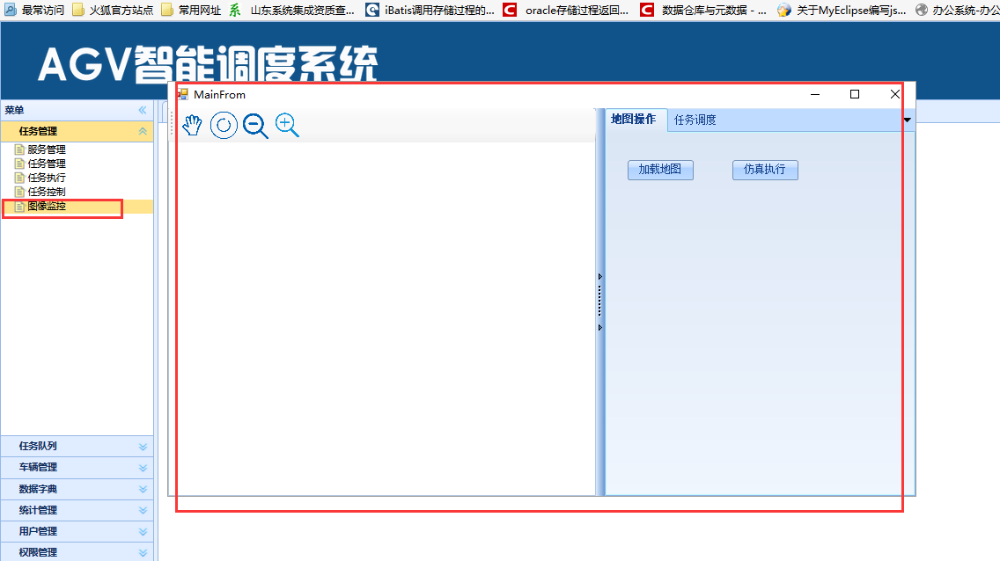 最常访问 火狐官方站点 常用网址 山东系统集成资质查... iBatis调用存储过程的... oracle存储过程返回... 数据仓库与元数据 - ... 关于MyEclipse编写js... 办公系统-办公
AGV智能调度系统
MainFrom
菜单
任务管理
服务管理
任务管理
任务执行
任务控制
图像监控
任务队列
车辆管理
数据字典
统计管理
用户管理
权限管理
地图操作 任务调度
加载地图 仿真执行